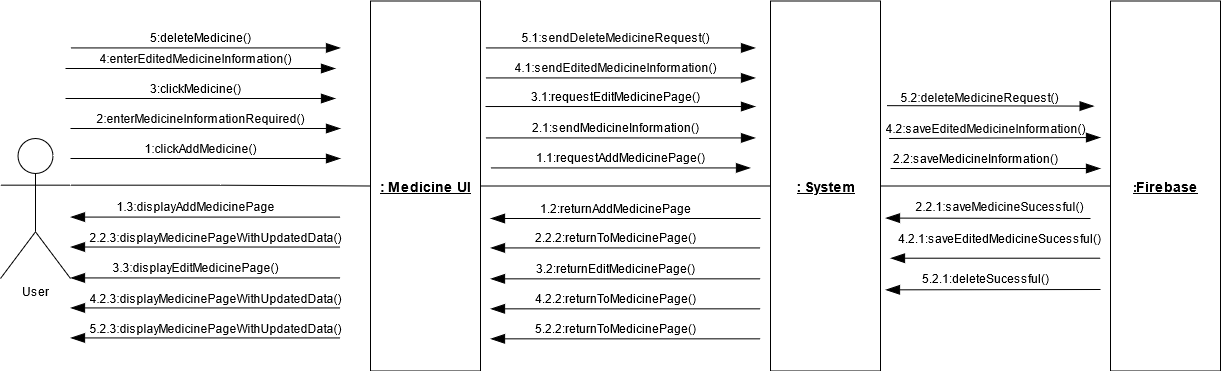 5:deleteMedicine()
4:enterEditedMedicineInformation()
3:clickMedicine()
2:enterMedicineInformationRequired()
1:clickAddMedicine()
1.3:displayAddMedicinePage
2.2.3:displayMedicinePageWithUpdatedData()
3.3:displayEditMedicinePage()
4.2.3:displayMedicinePageWithUpdatedData()
5.2.3:displayMedicinePageWithUpdatedData()
User
: Medicine UI
5.1:sendDeleteMedicineRequest()
4.1:sendEditedMedicineInformation()
3.1:requestEditMedicinePage()
2.1:sendMedicineInformation()
1.1:requestAddMedicinePage()
1.2:returnAddMedicinePage
2.2.2:returnToMedicinePage()
3.2:returnEditMedicinePage()
4.2.2:returnToMedicinePage()
5.2.2:returnToMedicinePage()
: System
5.2:deleteMedicineRequest()
4.2:saveEditedMedicineInformation()
2.2:saveMedicineInformation()
2.2.1:saveMedicineSucessful()
4.2.1:saveEditedMedicineSucessful()
5.2.1:deleteSucessful()
:Firebase